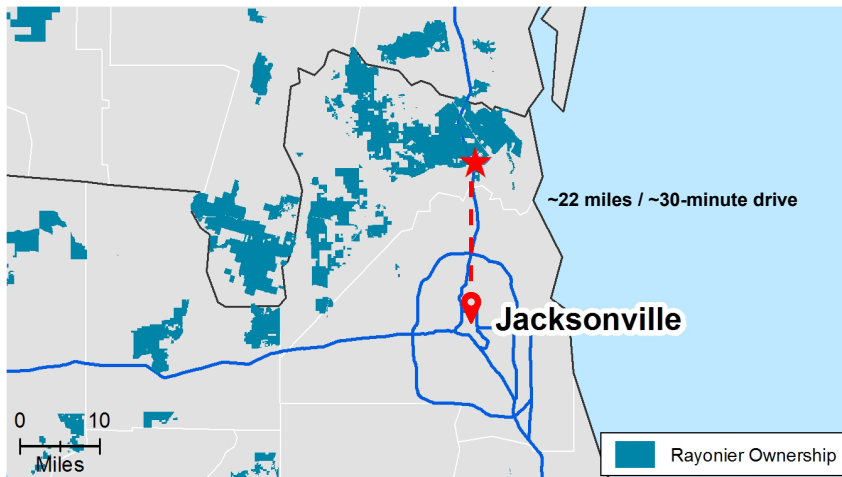 ~22 miles / ~30-minute drive
Jacksonville
0 10
Miles
Rayonier Ownership